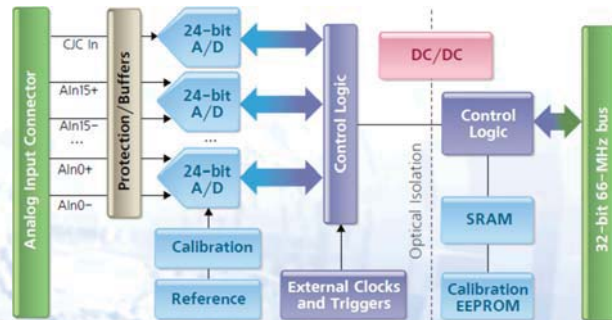 Analog Input Connector
CJC In
AIn15+
AIn15−
...
AIn0+
AIn0−
Protection/Buffers
24-bit
A/D
24-bit
A/D
...
24-bit
A/D
Calibration
Reference
Control Logic
External Clocks
and Triggers
Optical Isolation
DC/DC
Control
Logic
SRAM
Calibration
EEPROM
32-bit 66-MHz bus